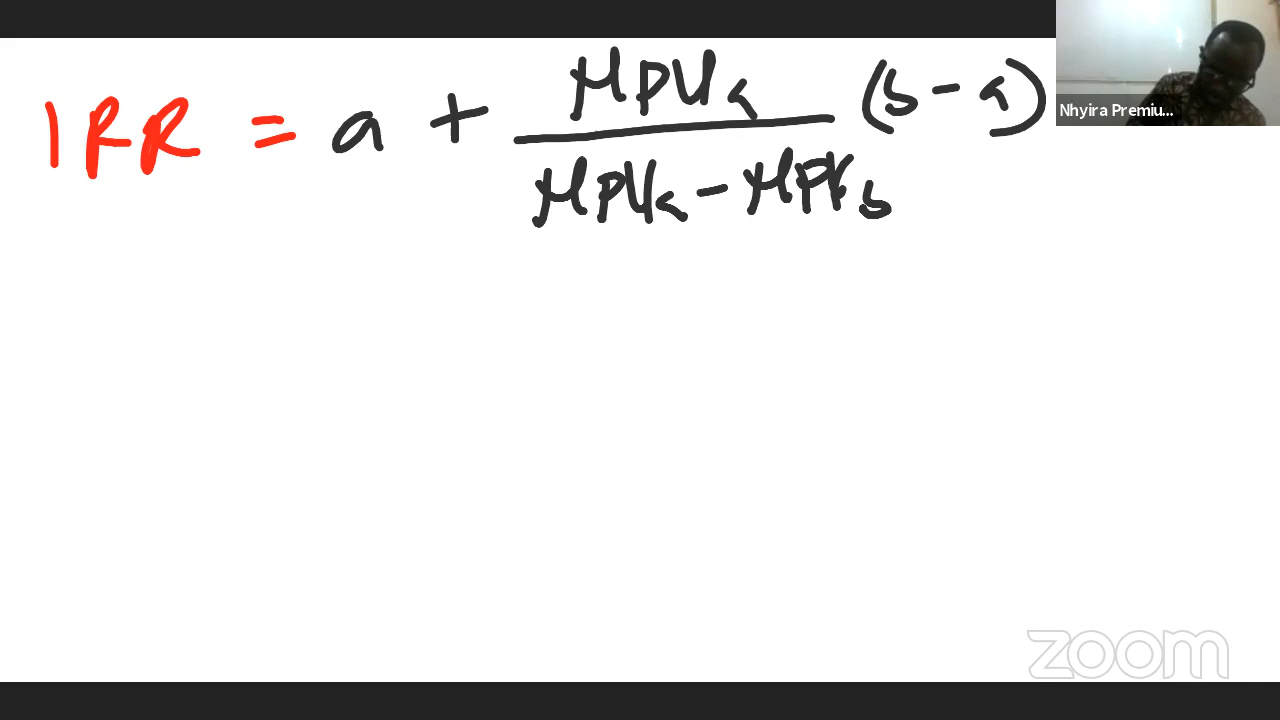 IRR = a + NPVa / NPVa - NPVb (b - a)
Nhyira Premiu...
zoom